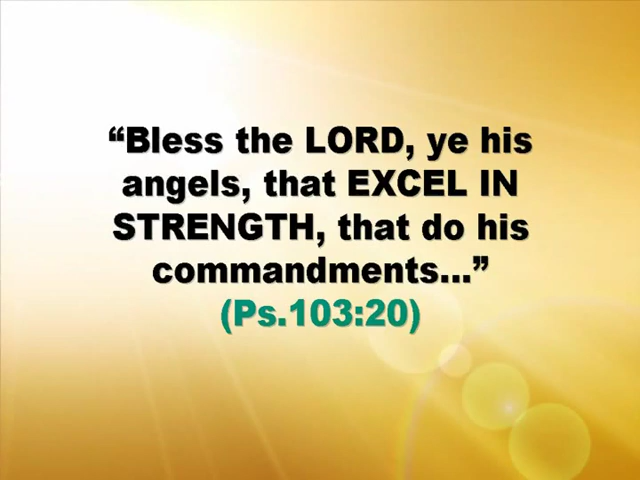 “Bless the LORD, ye his
angels, that EXCEL IN
STRENGTH, that do his
commandments...”
(Ps.103:20)